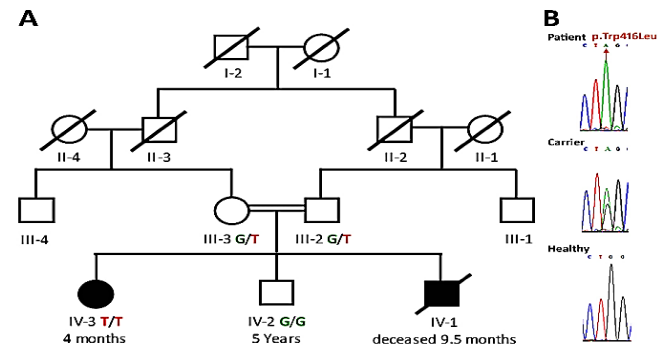 A
B
Patient p.Trp416Leu
C T A G
I-2 I-1
Carrier
C T A G
II-4 II-3 II-2 II-1
III-4 III-3 G/T III-2 G/T III-1
Healthy
C T G G
IV-3 T/T IV-2 G/G IV-1
4 months 5 Years deceased 9.5 months